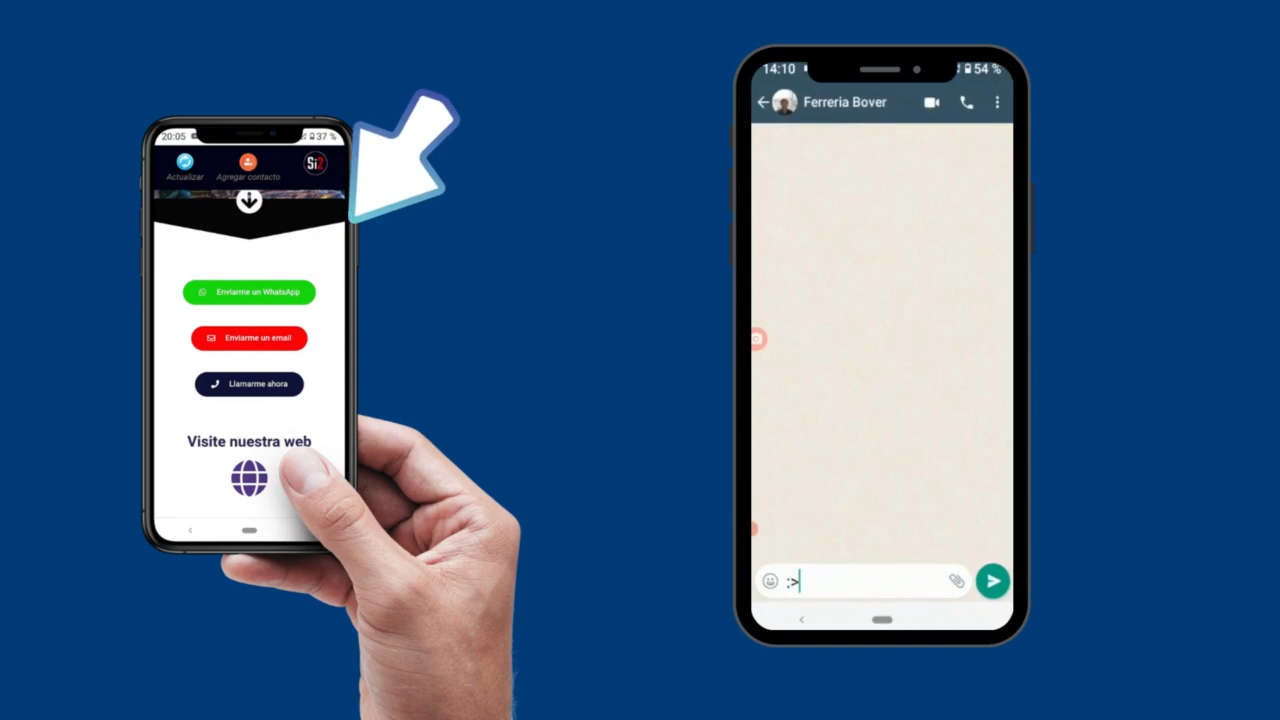 20:05
37 %
Actualizar
Agregar contacto
Si2
Enviarme un WhatsApp
Enviarme un email
Llamarme ahora
Visite nuestra web
14:10
54 %
Ferreria Bover
:>